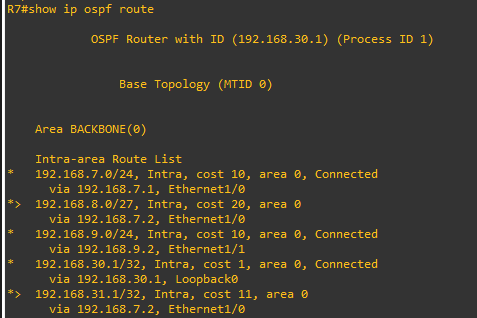 R7#show ip ospf route
OSPF Router with ID (192.168.30.1) (Process ID 1)
Base Topology (MTID 0)
Area BACKBONE(0)
Intra-area Route List
* 192.168.7.0/24, Intra, cost 10, area 0, Connected
via 192.168.7.1, Ethernet1/0
*> 192.168.8.0/27, Intra, cost 20, area 0
via 192.168.7.2, Ethernet1/0
* 192.168.9.0/24, Intra, cost 10, area 0, Connected
via 192.168.9.2, Ethernet1/1
* 192.168.30.1/32, Intra, cost 1, area 0, Connected
via 192.168.30.1, Loopback0
*> 192.168.31.1/32, Intra, cost 11, area 0
via 192.168.7.2, Ethernet1/0